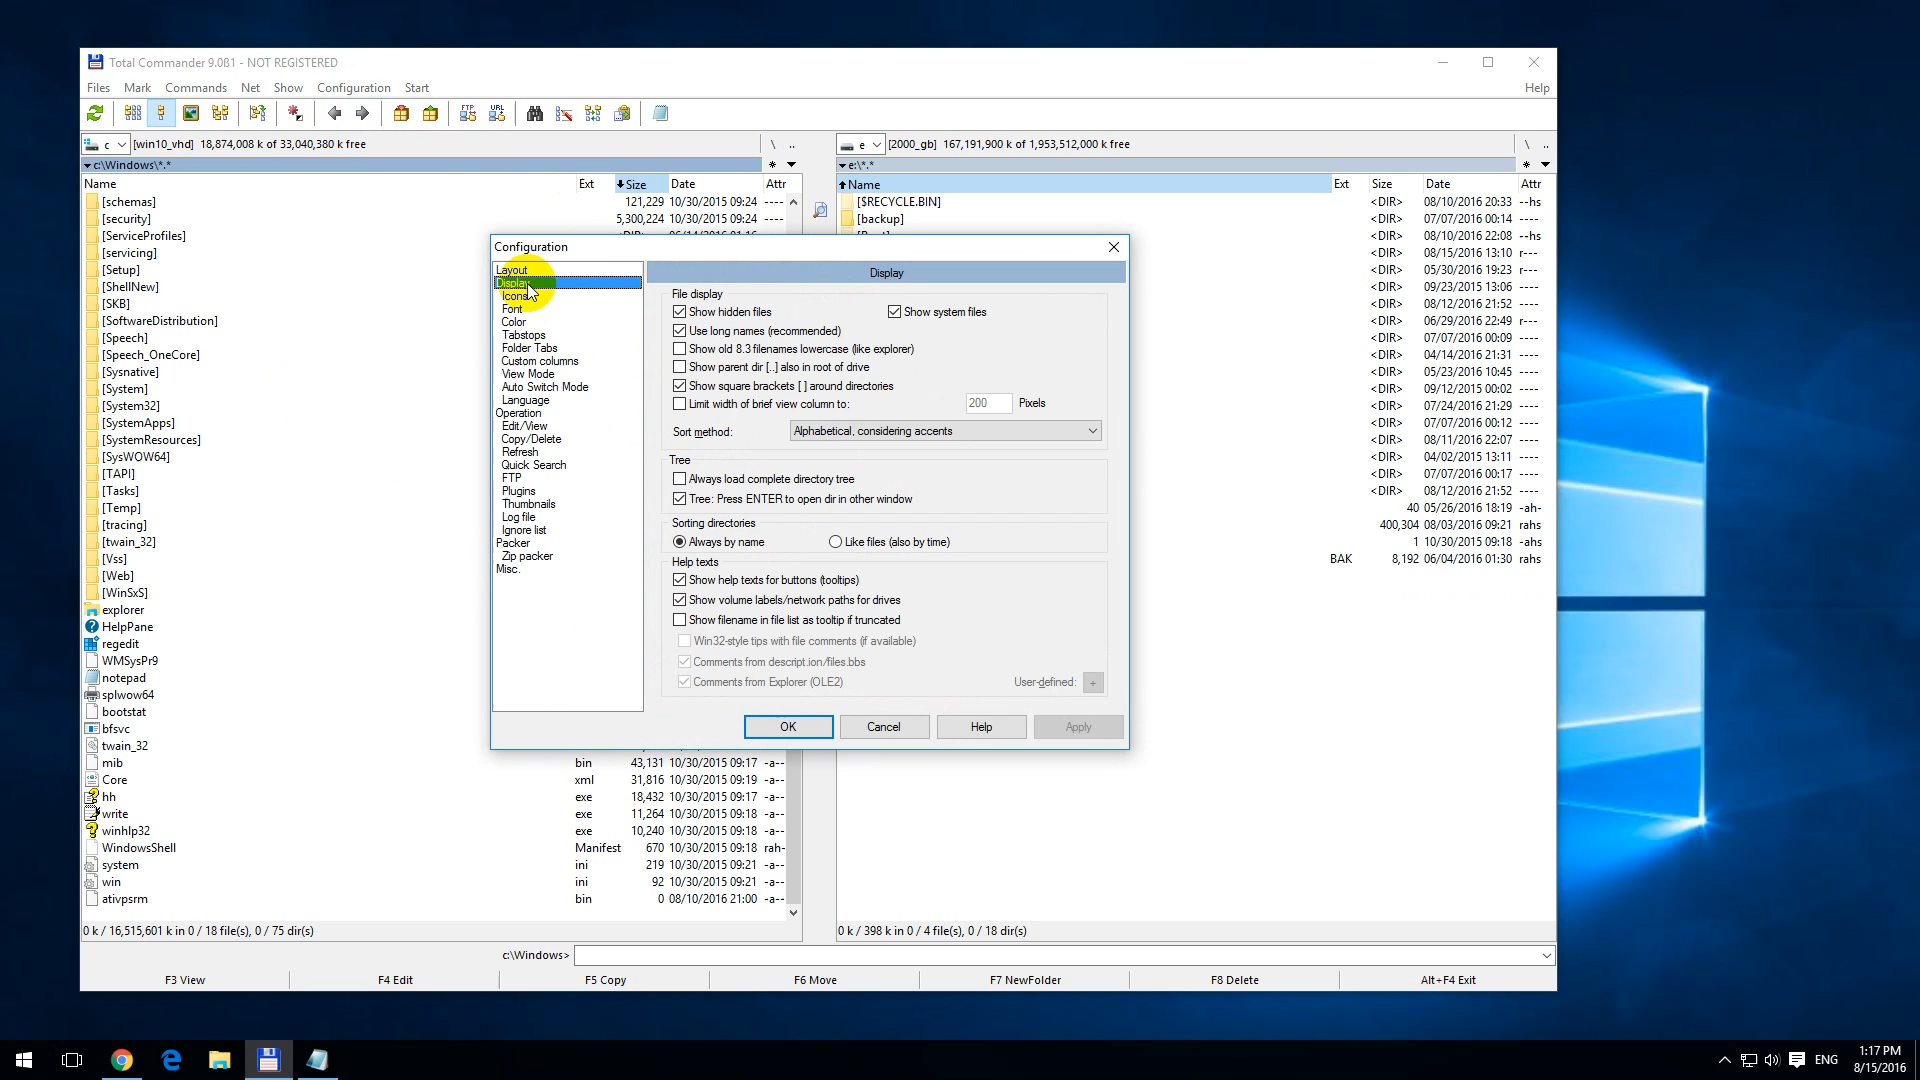 Total Commander 9.0ß1 - NOT REGISTERED
Files Mark Commands Net Show Configuration Start Help
FTP URL
c [win10_vhd] 18,874,008 k of 33,040,380 k free \ ..
e [2000_gb] 167,191,900 k of 1,953,512,000 k free \ ..
c:\Windows\*.* *
e:\*.* *
Name Ext Size Date Attr
[schemas] 121,229 10/30/2015 09:24 ----
[security] 5,300,224 10/30/2015 09:24 ----
[ServiceProfiles]
[servicing]
[Setup]
[ShellNew]
[SKB]
[SoftwareDistribution]
[Speech]
[Speech_OneCore]
[Sysnative]
[System]
[System32]
[SystemApps]
[SystemResources]
[SysWOW64]
[TAPI]
[Tasks]
[Temp]
[tracing]
[twain_32]
[Vss]
[Web]
[WinSxS]
explorer
HelpPane
regedit
WMSysPr9
notepad
splwow64
bootstat
bfsvc
twain_32
mib bin 43,131 10/30/2015 09:17 -a--
Core xml 31,816 10/30/2015 09:19 -a--
hh exe 18,432 10/30/2015 09:17 -a--
write exe 11,264 10/30/2015 09:18 -a--
winhlp32 exe 10,240 10/30/2015 09:18 -a--
WindowsShell Manifest 670 10/30/2015 09:18 rah-
system ini 219 10/30/2015 09:21 -a--
win ini 92 10/30/2015 09:21 -a--
ativpsrm bin 0 08/10/2016 21:00 -a--
0 k / 16,515,601 k in 0 / 18 file(s), 0 / 75 dir(s)
Name Ext Size Date Attr
[$RECYCLE.BIN] <DIR> 08/10/2016 20:33 --hs
[backup] <DIR> 07/07/2016 00:14 ----
<DIR> 08/10/2016 22:08 --hs
<DIR> 08/15/2016 13:10 r---
<DIR> 05/30/2016 19:23 r---
<DIR> 09/23/2015 13:06 ----
<DIR> 08/12/2016 21:52 ----
<DIR> 06/29/2016 22:49 r---
<DIR> 07/07/2016 00:09 ----
<DIR> 04/14/2016 21:31 ----
<DIR> 05/23/2016 10:45 ----
<DIR> 09/12/2015 00:02 ----
<DIR> 07/24/2016 21:29 ----
<DIR> 07/07/2016 00:12 ----
<DIR> 08/11/2016 22:07 ----
<DIR> 04/02/2015 13:11 ----
<DIR> 07/07/2016 00:17 ----
<DIR> 08/12/2016 21:52 ----
40 05/26/2016 18:19 -ah-
400,304 08/03/2016 09:21 rahs
1 10/30/2015 09:18 -ahs
BAK 8,192 06/04/2016 01:30 rahs
0 k / 398 k in 0 / 4 file(s), 0 / 18 dir(s)
Configuration
Layout
Display
Icons
Font
Color
Tabstops
Folder Tabs
Custom columns
View Mode
Auto Switch Mode
Language
Operation
Edit/View
Copy/Delete
Refresh
Quick Search
FTP
Plugins
Thumbnails
Log file
Ignore list
Packer
Zip packer
Misc.
Display
File display
Show hidden files Show system files
Use long names (recommended)
Show old 8.3 filenames lowercase (like explorer)
Show parent dir [..] also in root of drive
Show square brackets [ ] around directories
Limit width of brief view column to: 200 Pixels
Sort method: Alphabetical, considering accents
Tree
Always load complete directory tree
Tree: Press ENTER to open dir in other window
Sorting directories
Always by name Like files (also by time)
Help texts
Show help texts for buttons (tooltips)
Show volume labels/network paths for drives
Show filename in file list as tooltip if truncated
Win32-style tips with file comments (if available)
Comments from descript.ion/files.bbs
Comments from Explorer (OLE2) User-defined: +
OK Cancel Help Apply
c:\Windows>
F3 View F4 Edit F5 Copy F6 Move F7 NewFolder F8 Delete Alt+F4 Exit
ENG
1:17 PM
8/15/2016